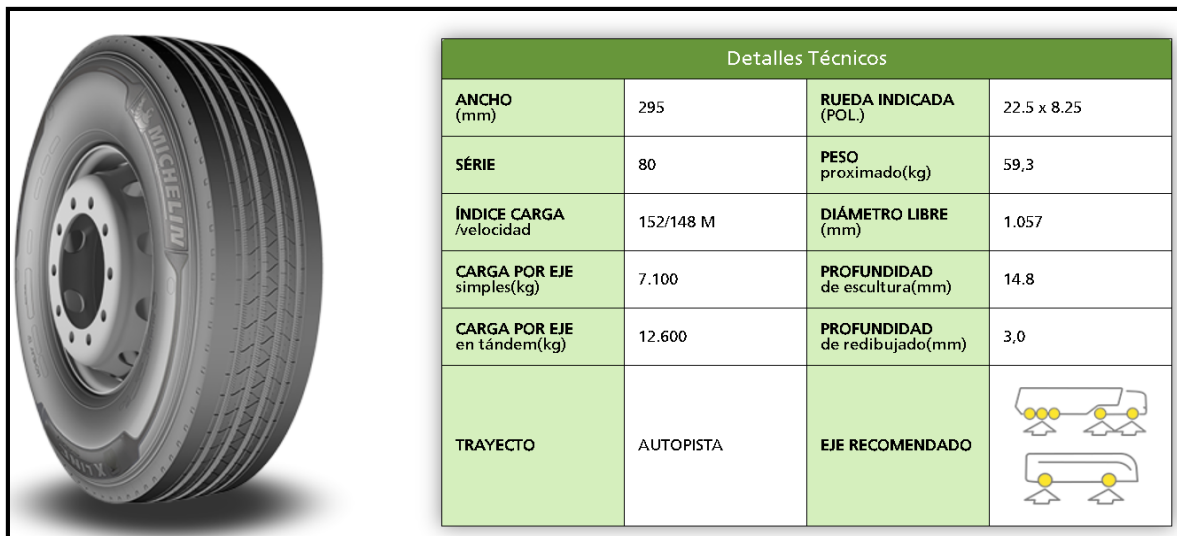 MICHELIN
Detalles Técnicos
ANCHO
(mm)
295
RUEDA INDICADA
(POL.)
22.5 x 8.25
SÉRIE
80
PESO
proximado(kg)
59,3
ÍNDICE CARGA
/velocidad
152/148 M
DIÁMETRO LIBRE
(mm)
1.057
CARGA POR EJE
simples(kg)
7.100
PROFUNDIDAD
de escultura(mm)
14.8
CARGA POR EJE
en tándem(kg)
12.600
PROFUNDIDAD
de redibujado(mm)
3,0
TRAYECTO
AUTOPISTA
EJE RECOMENDADO